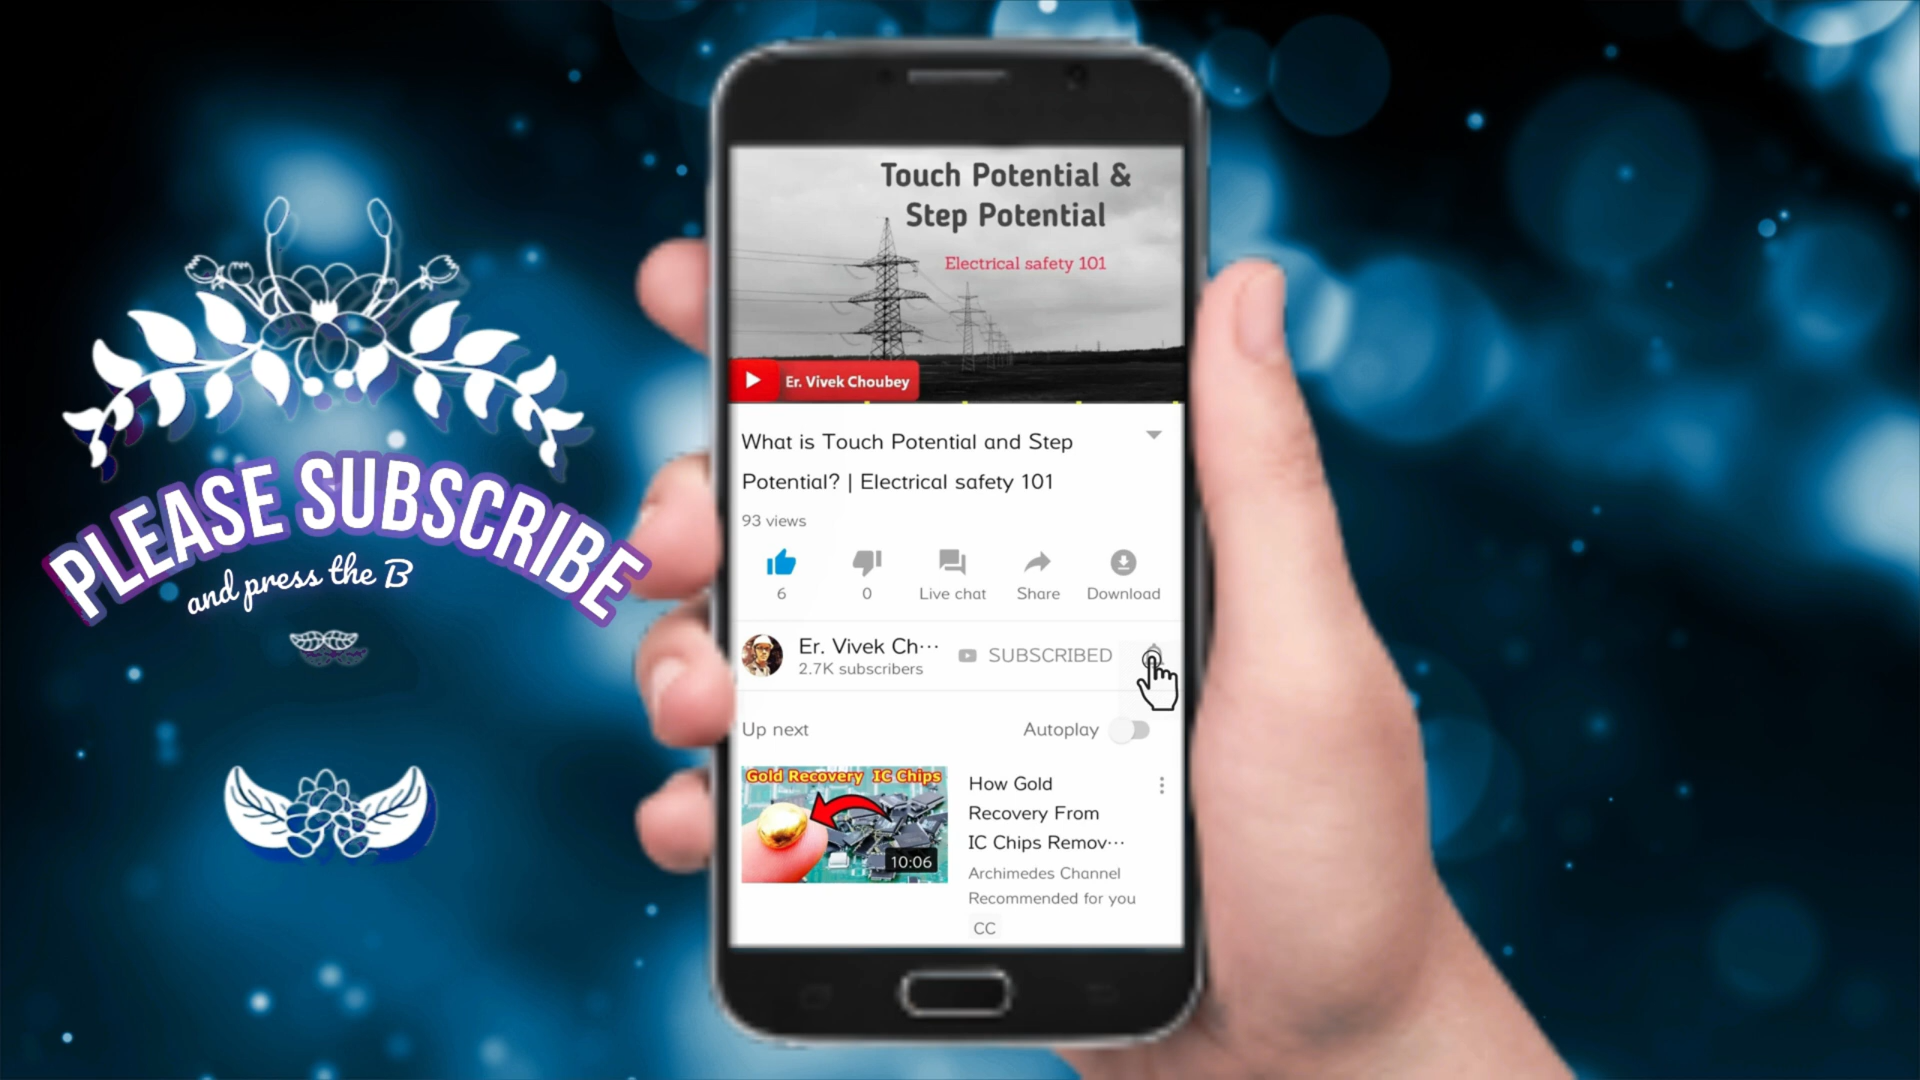 PLEASE SUBSCRIBE
and press the B
Touch Potential &
Step Potential
Electrical safety 101
Er. Vivek Choubey
What is Touch Potential and Step
Potential? | Electrical safety 101
93 views
6
0
Live chat
Share
Download
Er. Vivek Ch···
SUBSCRIBED
2.7K subscribers
Up next
Autoplay
Gold Recovery IC Chips
10:06
How Gold
Recovery From
IC Chips Remov···
Archimedes Channel
Recommended for you
CC